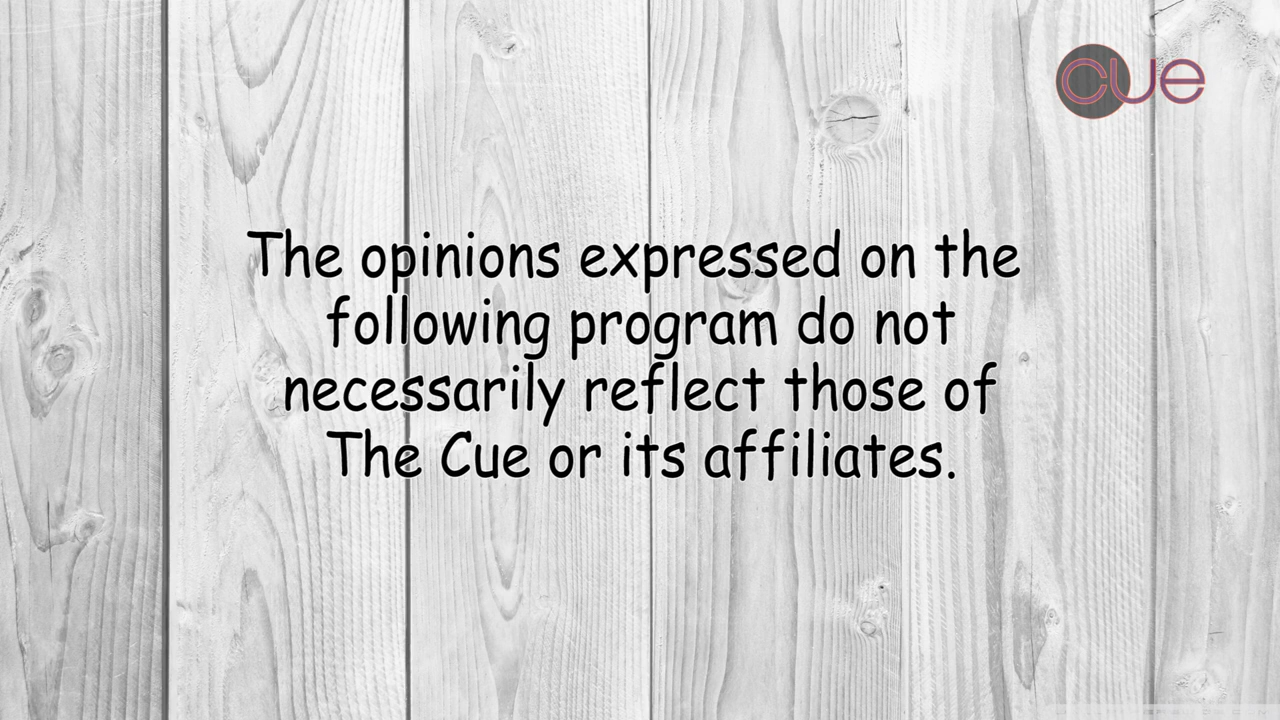 cue
The opinions expressed on the
following program do not
necessarily reflect those of
The Cue or its affiliates.